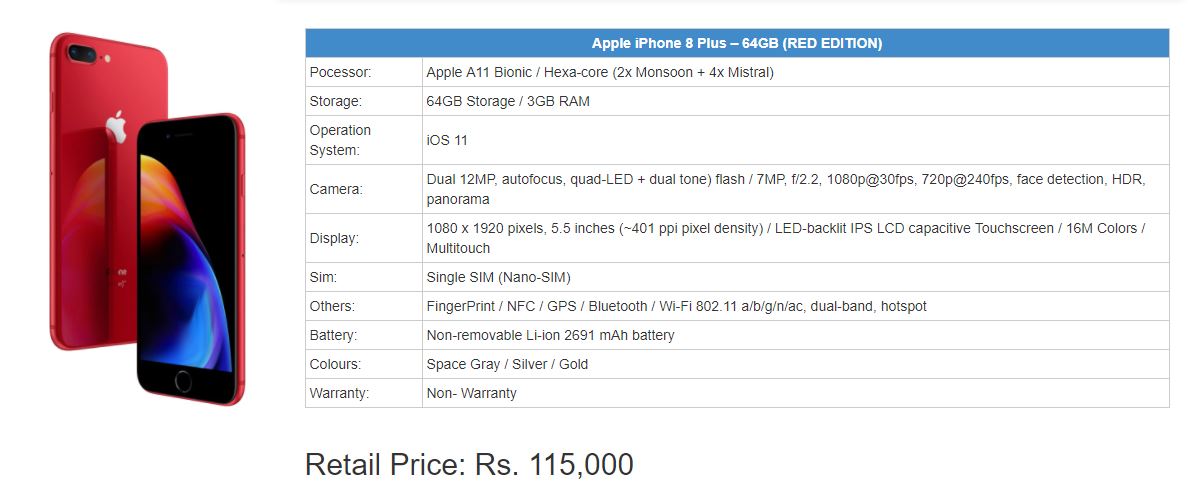 Apple iPhone 8 Plus – 64GB (RED EDITION)
Pocessor: Apple A11 Bionic / Hexa-core (2x Monsoon + 4x Mistral)
Storage: 64GB Storage / 3GB RAM
Operation
System: iOS 11
Camera: Dual 12MP, autofocus, quad-LED + dual tone) flash / 7MP, f/2.2, 1080p@30fps, 720p@240fps, face detection, HDR,
panorama
Display: 1080 x 1920 pixels, 5.5 inches (~401 ppi pixel density) / LED-backlit IPS LCD capacitive Touchscreen / 16M Colors /
Multitouch
Sim: Single SIM (Nano-SIM)
Others: FingerPrint / NFC / GPS / Bluetooth / Wi-Fi 802.11 a/b/g/n/ac, dual-band, hotspot
Battery: Non-removable Li-ion 2691 mAh battery
Colours: Space Gray / Silver / Gold
Warranty: Non- Warranty
Retail Price: Rs. 115,000